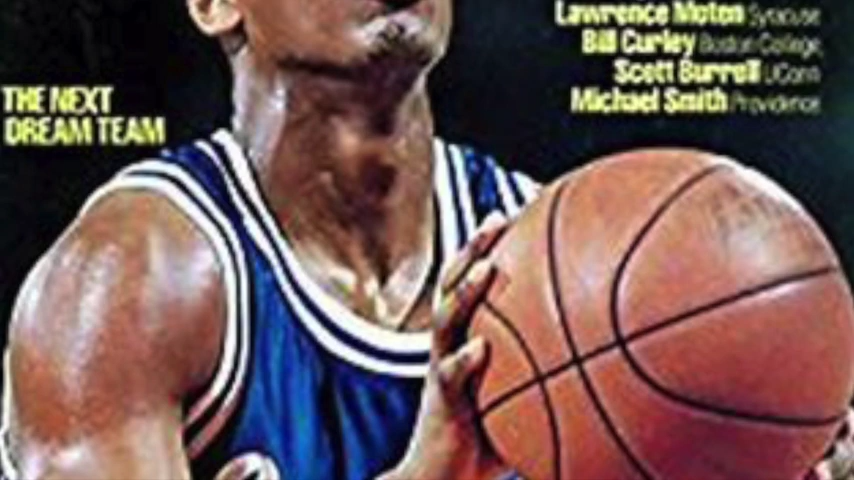 Lawrence Moten Syracuse
Bill Curley Boston College
Scott Burrell UConn
Michael Smith Providence
THE NEXT
DREAM TEAM